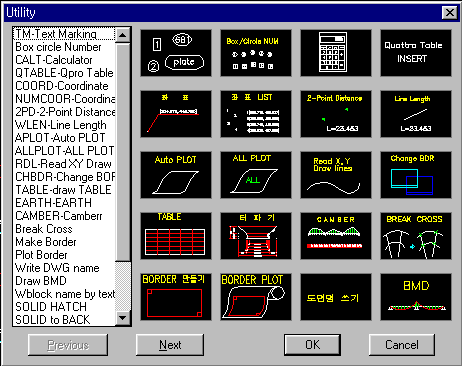 Utility
TM-Text Marking
Box circle Number
CALT-Calculator
QTABLE-Qpro Table
COORD-Coordinate
NUMCOOR-Coordina
2PD-2-Point Distance
WLEN-Line Length
APLOT-Auto PLOT
ALLPLOT-ALL PLOT
RDL-Read XY Draw
CHBDR-Change BOF
TABLE-draw TABLE
EARTH-EARTH
CAMBER-Camberr
Break Cross
Make Border
Plot Border
Write DWG name
Draw BMD
Wblock name by text
SOLID HATCH
SOLID to BACK
1
681
2
plate
Box/Circle NUM
Quattro Table
INSERT
좌 표
좌 표 LIST
2-Point Distance
L=23.453
Line Length
L=23.453
Auto PLOT
ALL PLOT
ALL
Read X,Y
Draw lines
Change BDR
TABLE
터 파 기
CAMBER
BREAK CROSS
BORDER 만들기
BORDER PLOT
도면명 쓰기
BMD
Previous
Next
OK
Cancel